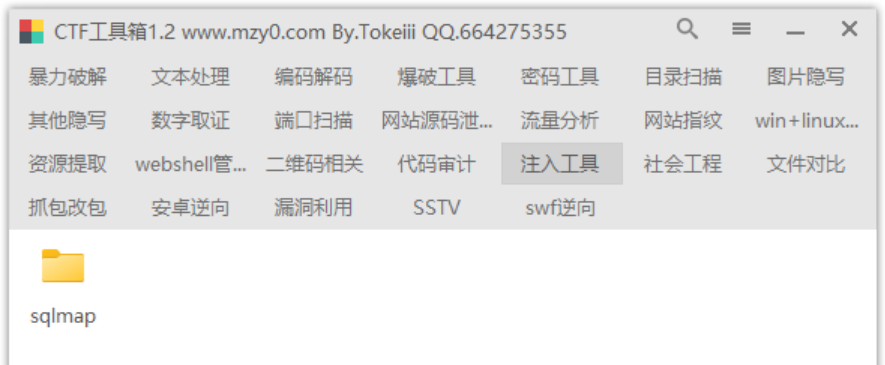 CTF工具箱1.2 www.mzy0.com By.Tokeiii QQ.664275355
暴力破解 文本处理 编码解码 爆破工具 密码工具 目录扫描 图片隐写
其他隐写 数字取证 端口扫描 网站源码泄... 流量分析 网站指纹 win+linux...
资源提取 webshell管... 二维码相关 代码审计 注入工具 社会工程 文件对比
抓包改包 安卓逆向 漏洞利用 SSTV swf逆向
sqlmap